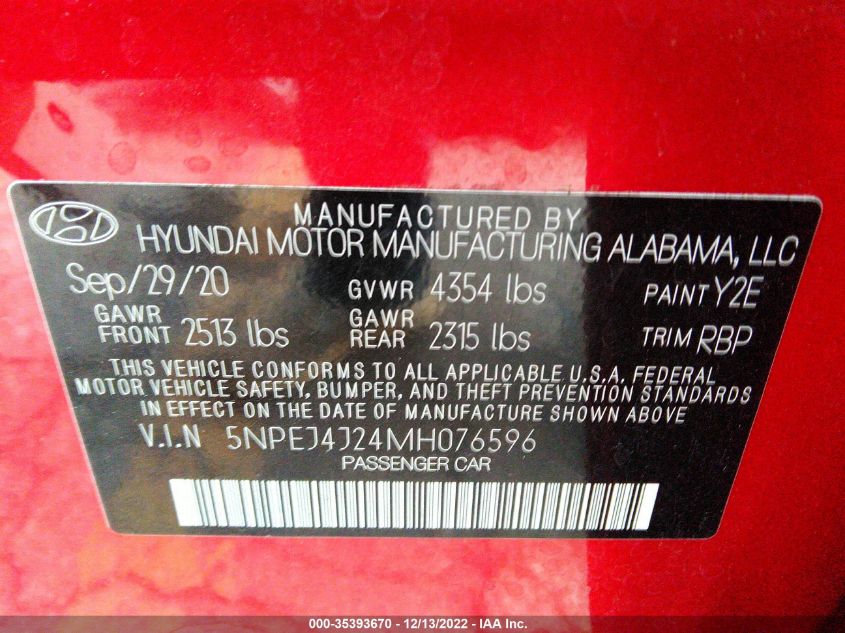 MANUFACTURED BY
HYUNDAI MOTOR MANUFACTURING ALABAMA, LLC
Sep/29/20 GVWR 4354 lbs PAINT Y2E
GAWR FRONT 2513 lbs GAWR REAR 2315 lbs TRIM RBP
THIS VEHICLE CONFORMS TO ALL APPLICABLE U.S.A. FEDERAL
MOTOR VEHICLE SAFETY, BUMPER, AND THEFT PREVENTION STANDARDS
IN EFFECT ON THE DATE OF MANUFACTURE SHOWN ABOVE
V.I.N 5NPEJ4J24MH076596
PASSENGER CAR
000-35393670 - 12/13/2022 - IAA Inc.